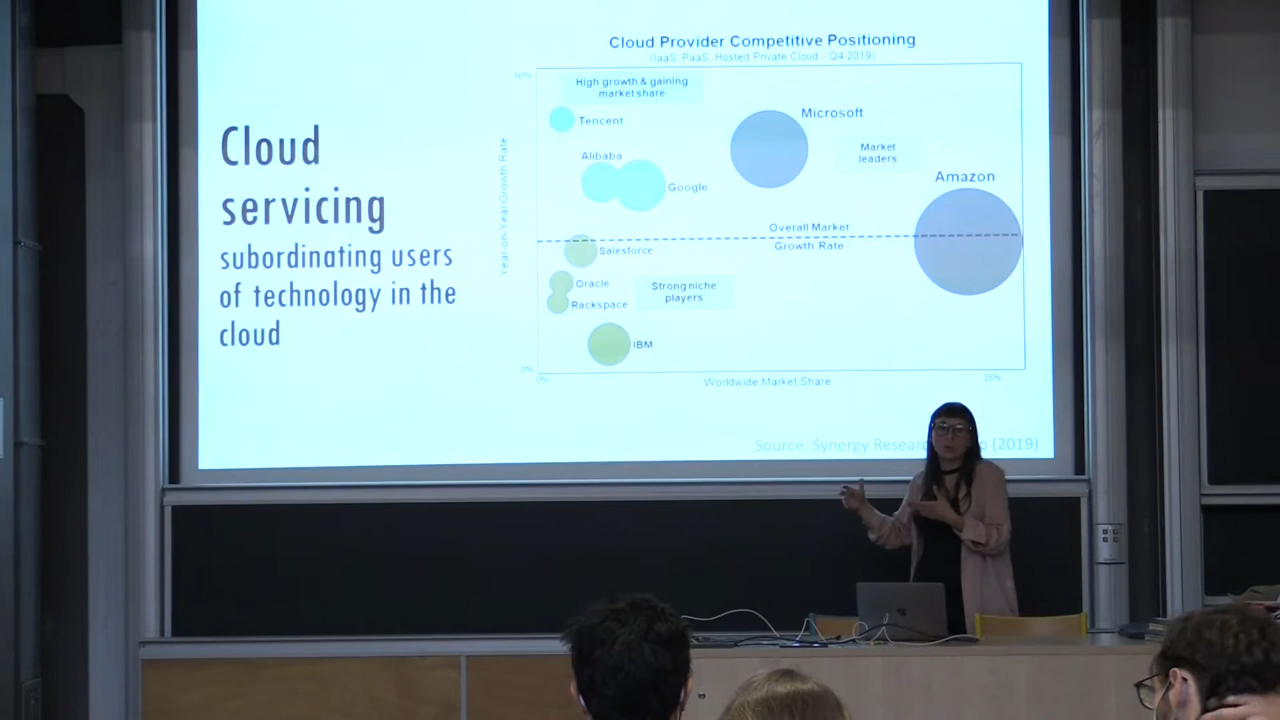 Cloud
servicing
subordinating users
of technology in the
cloud
Cloud Provider Competitive Positioning
(IaaS, PaaS, Hosted Private Cloud - Q4 2019)
High growth & gaining
market share
Tencent
Microsoft
Market
leaders
Alibaba
Google
Amazon
Year-on-Year Growth Rate
Overall Market
Growth Rate
Salesforce
Oracle
Strong niche
players
Rackspace
IBM
0%
0%
Worldwide Market Share
35%
Source: Synergy Research (2019)